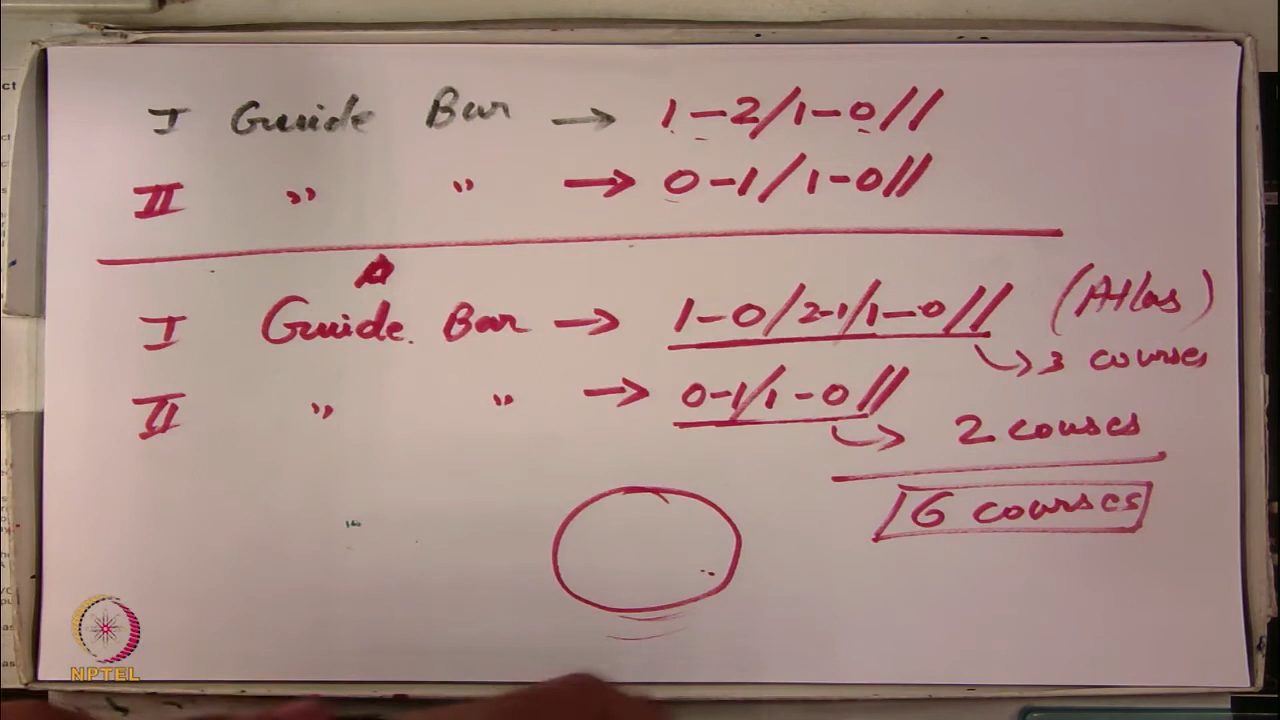 I Guide Bar → 1-2/1-0//
II " " → 0-1/1-0//
I Guide Bar → 1-0/2-1/1-0// (Atlas)
↳ 3 courses
II " " → 0-1/1-0//
↳ 2 couses
6 courses
NPTEL